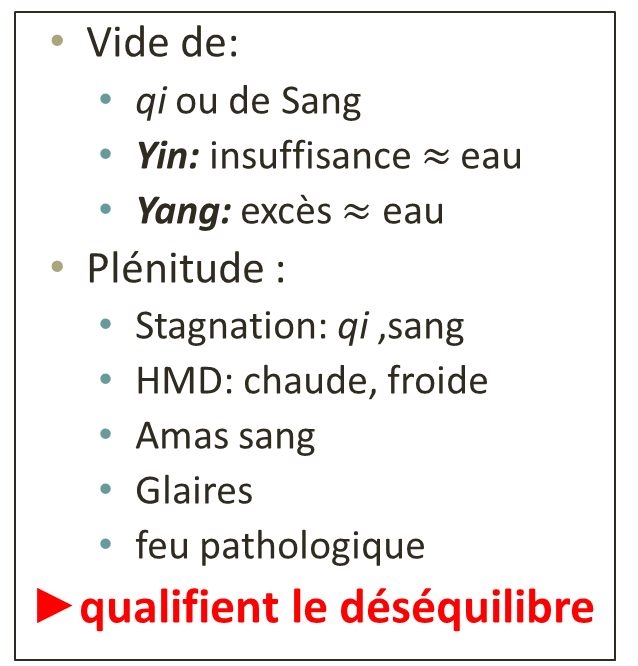 • Vide de:
• qi ou de Sang
• Yin: insuffisance ≈ eau
• Yang: excès ≈ eau
• Plénitude :
• Stagnation: qi ,sang
• HMD: chaude, froide
• Amas sang
• Glaires
• feu pathologique
►qualifient le déséquilibre